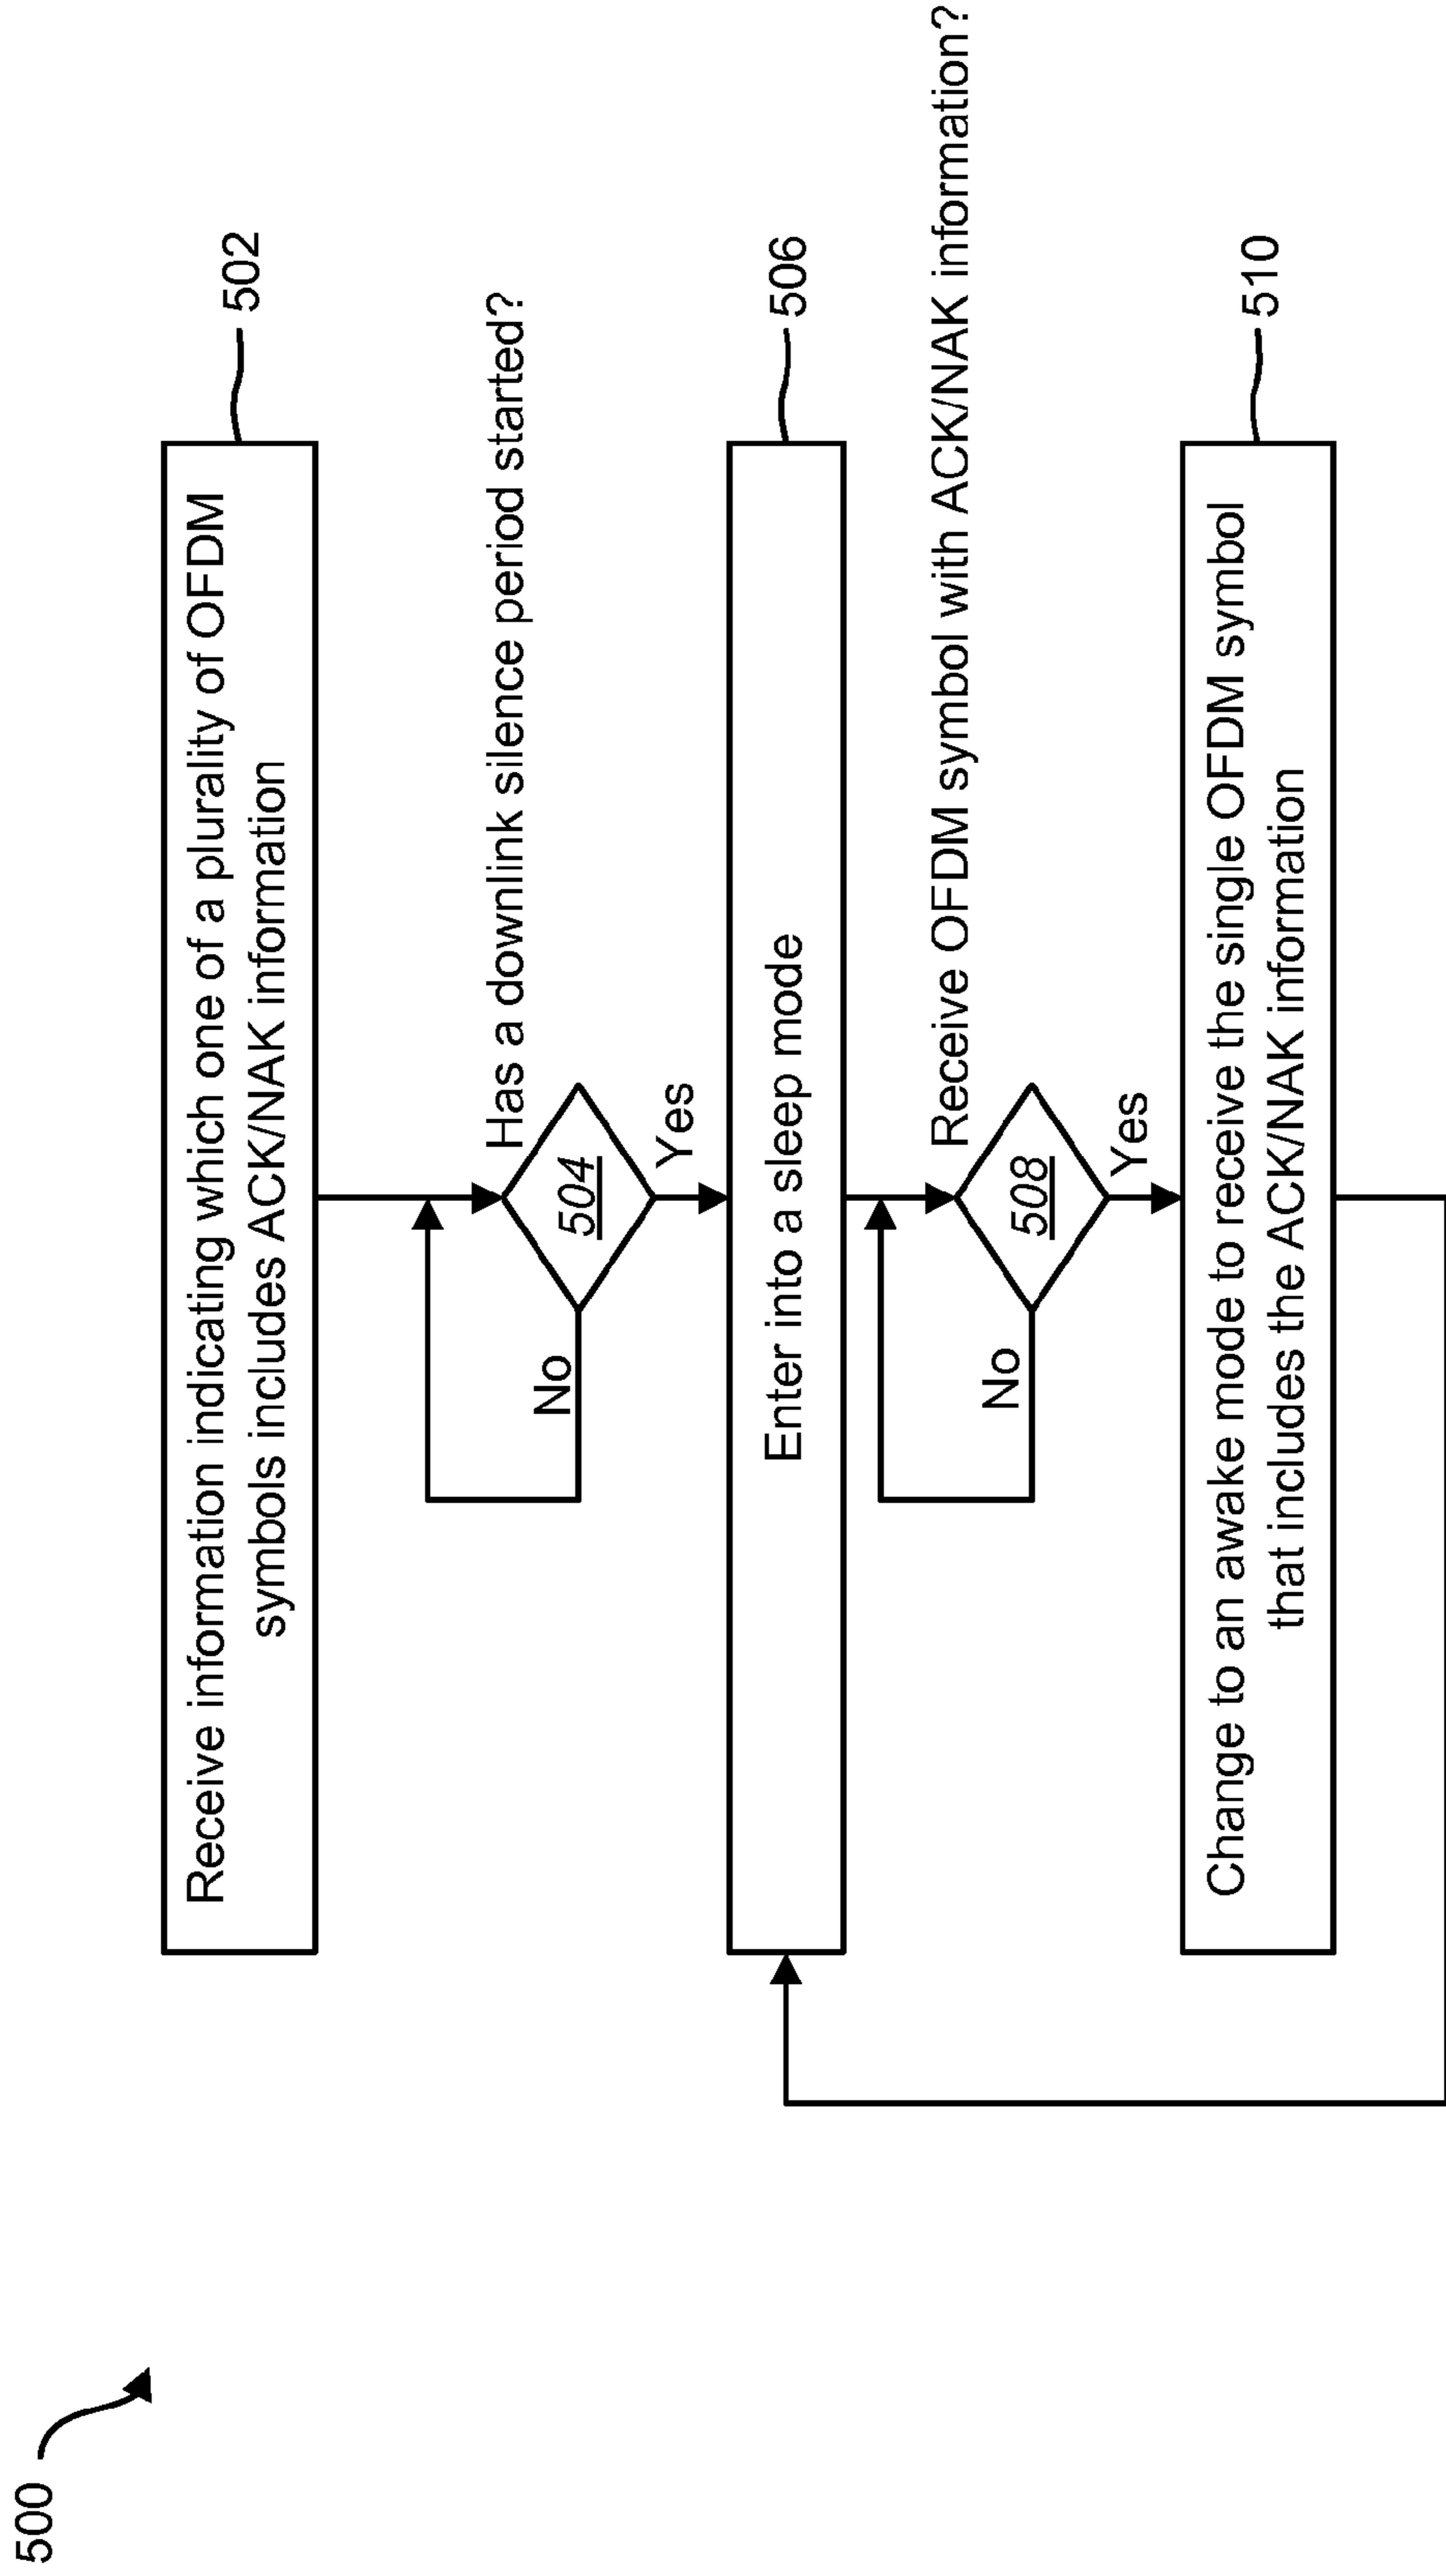 500
Receive information indicating which one of a plurality of OFDM
symbols includes ACK/NAK information
502
Has a downlink silence period started?
504
No
Yes
Enter into a sleep mode
506
Receive OFDM symbol with ACK/NAK information?
508
No
Yes
Change to an awake mode to receive the single OFDM symbol
that includes the ACK/NAK information
510